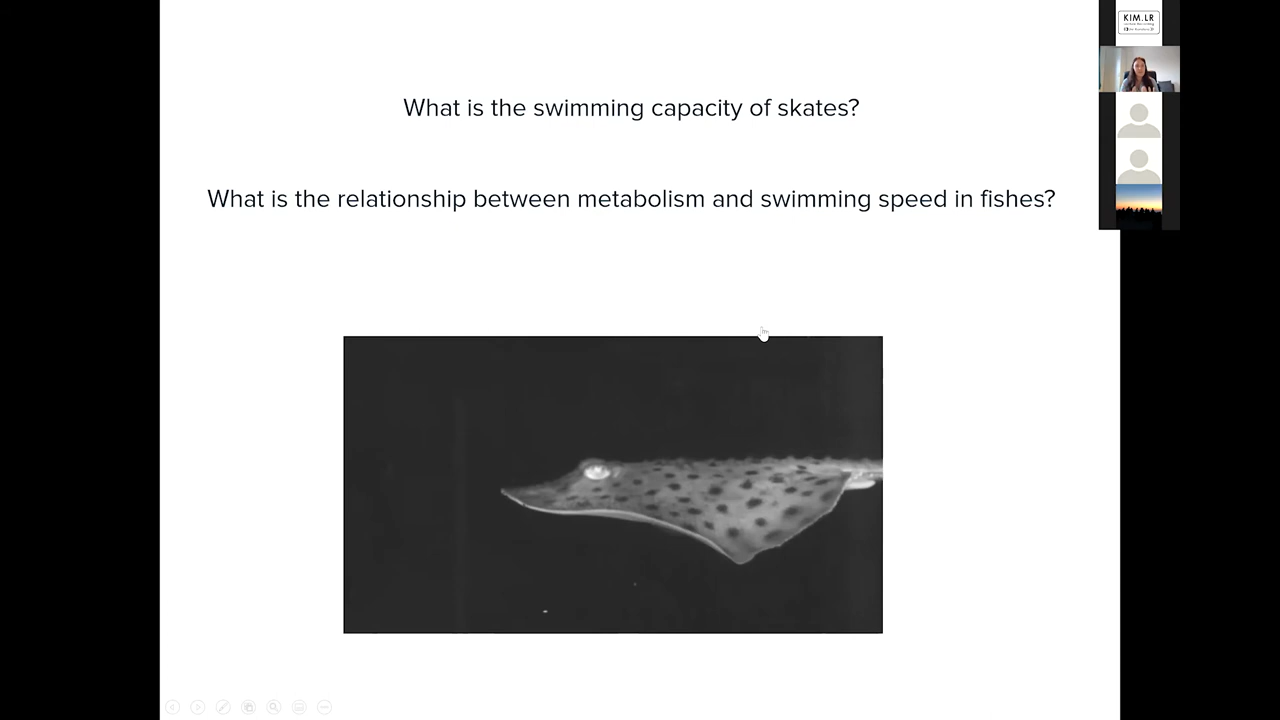 What is the swimming capacity of skates?
What is the relationship between metabolism and swimming speed in fishes?
KIM.LR